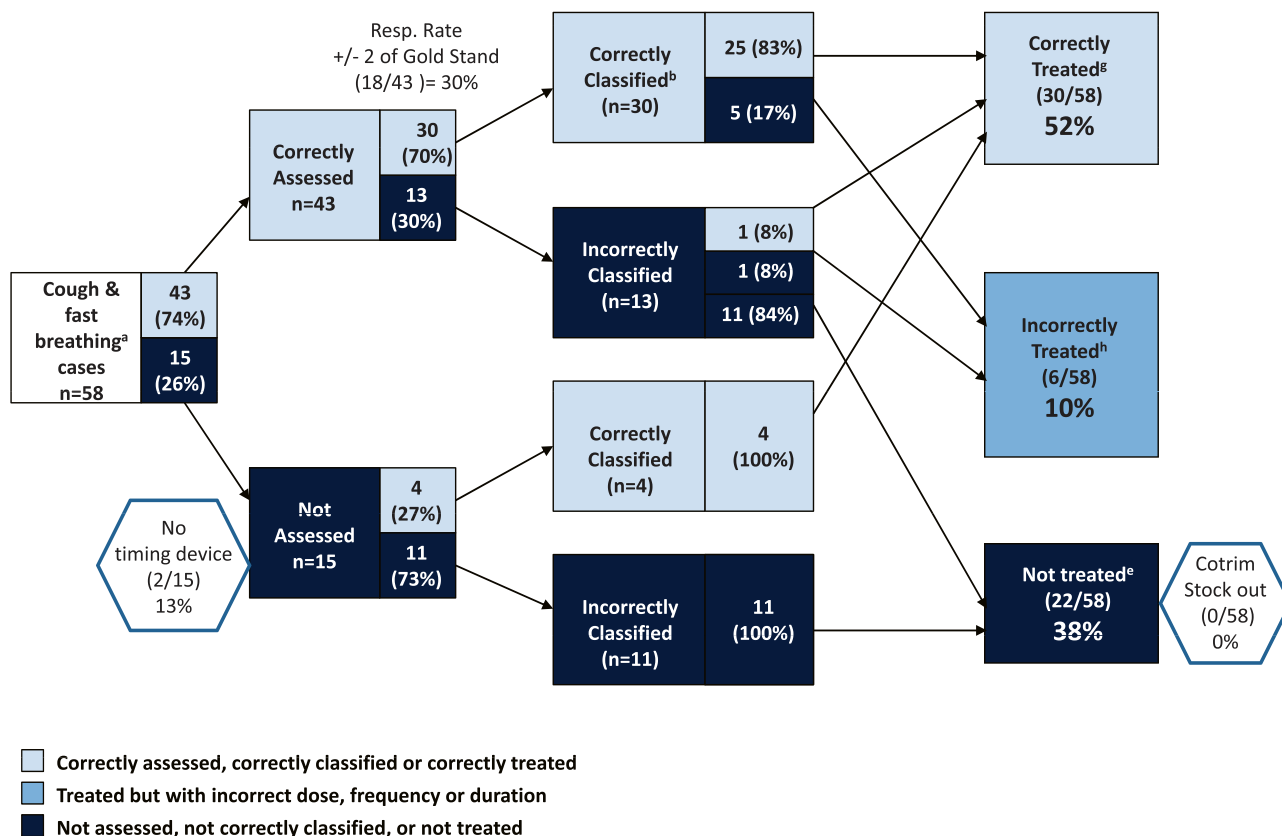 Resp. Rate
+/- 2 of Gold Stand
(18/43 )= 30%
Cough &
fast
breathingᵃ
cases
n=58
43
(74%)
15
(26%)
Correctly
Assessed
n=43
30
(70%)
13
(30%)
Not
Assessed
n=15
4
(27%)
11
(73%)
No
timing device
(2/15)
13%
Correctly
Classifiedᵇ
(n=30)
25 (83%)
5 (17%)
Incorrectly
Classified
(n=13)
1 (8%)
1 (8%)
11 (84%)
Correctly
Classified
(n=4)
4
(100%)
Incorrectly
Classified
(n=11)
11
(100%)
Correctly
Treatedᵍ
(30/58)
52%
Incorrectly
Treatedʰ
(6/58)
10%
Not treatedᵉ
(22/58)
38%
Cotrim
Stock out
(0/58)
0%
Correctly assessed, correctly classified or correctly treated
Treated but with incorrect dose, frequency or duration
Not assessed, not correctly classified, or not treated